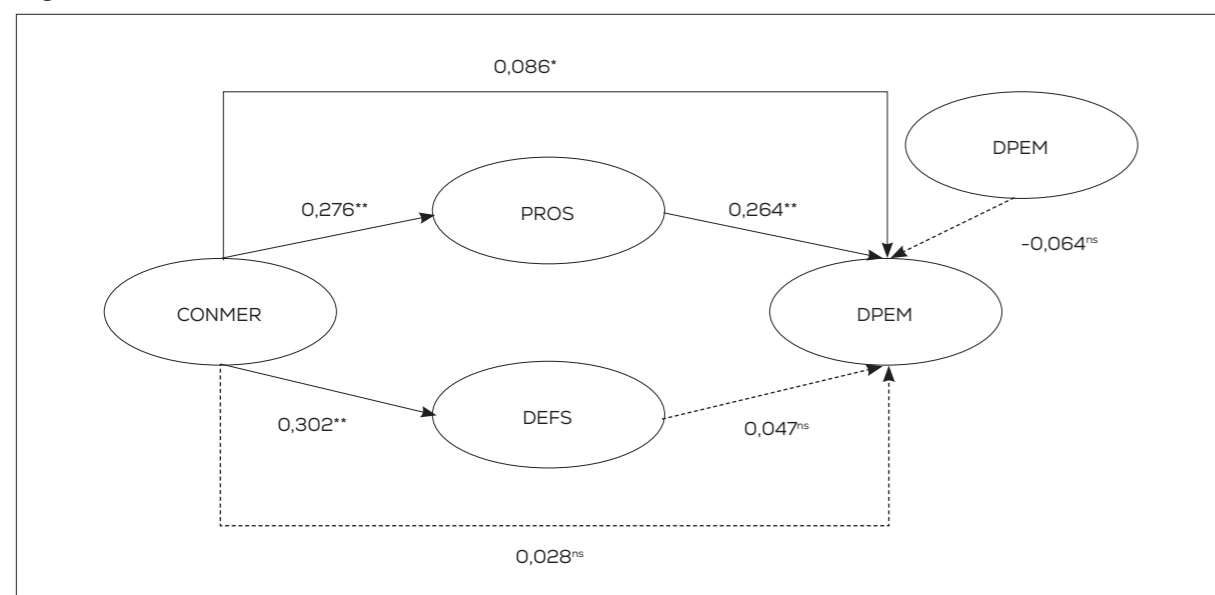 0,086*
DPEM
0,276**
PROS
0,264**
-0,064ns
CONMER
DPEM
0,302**
DEFS
0,047ns
0,028ns